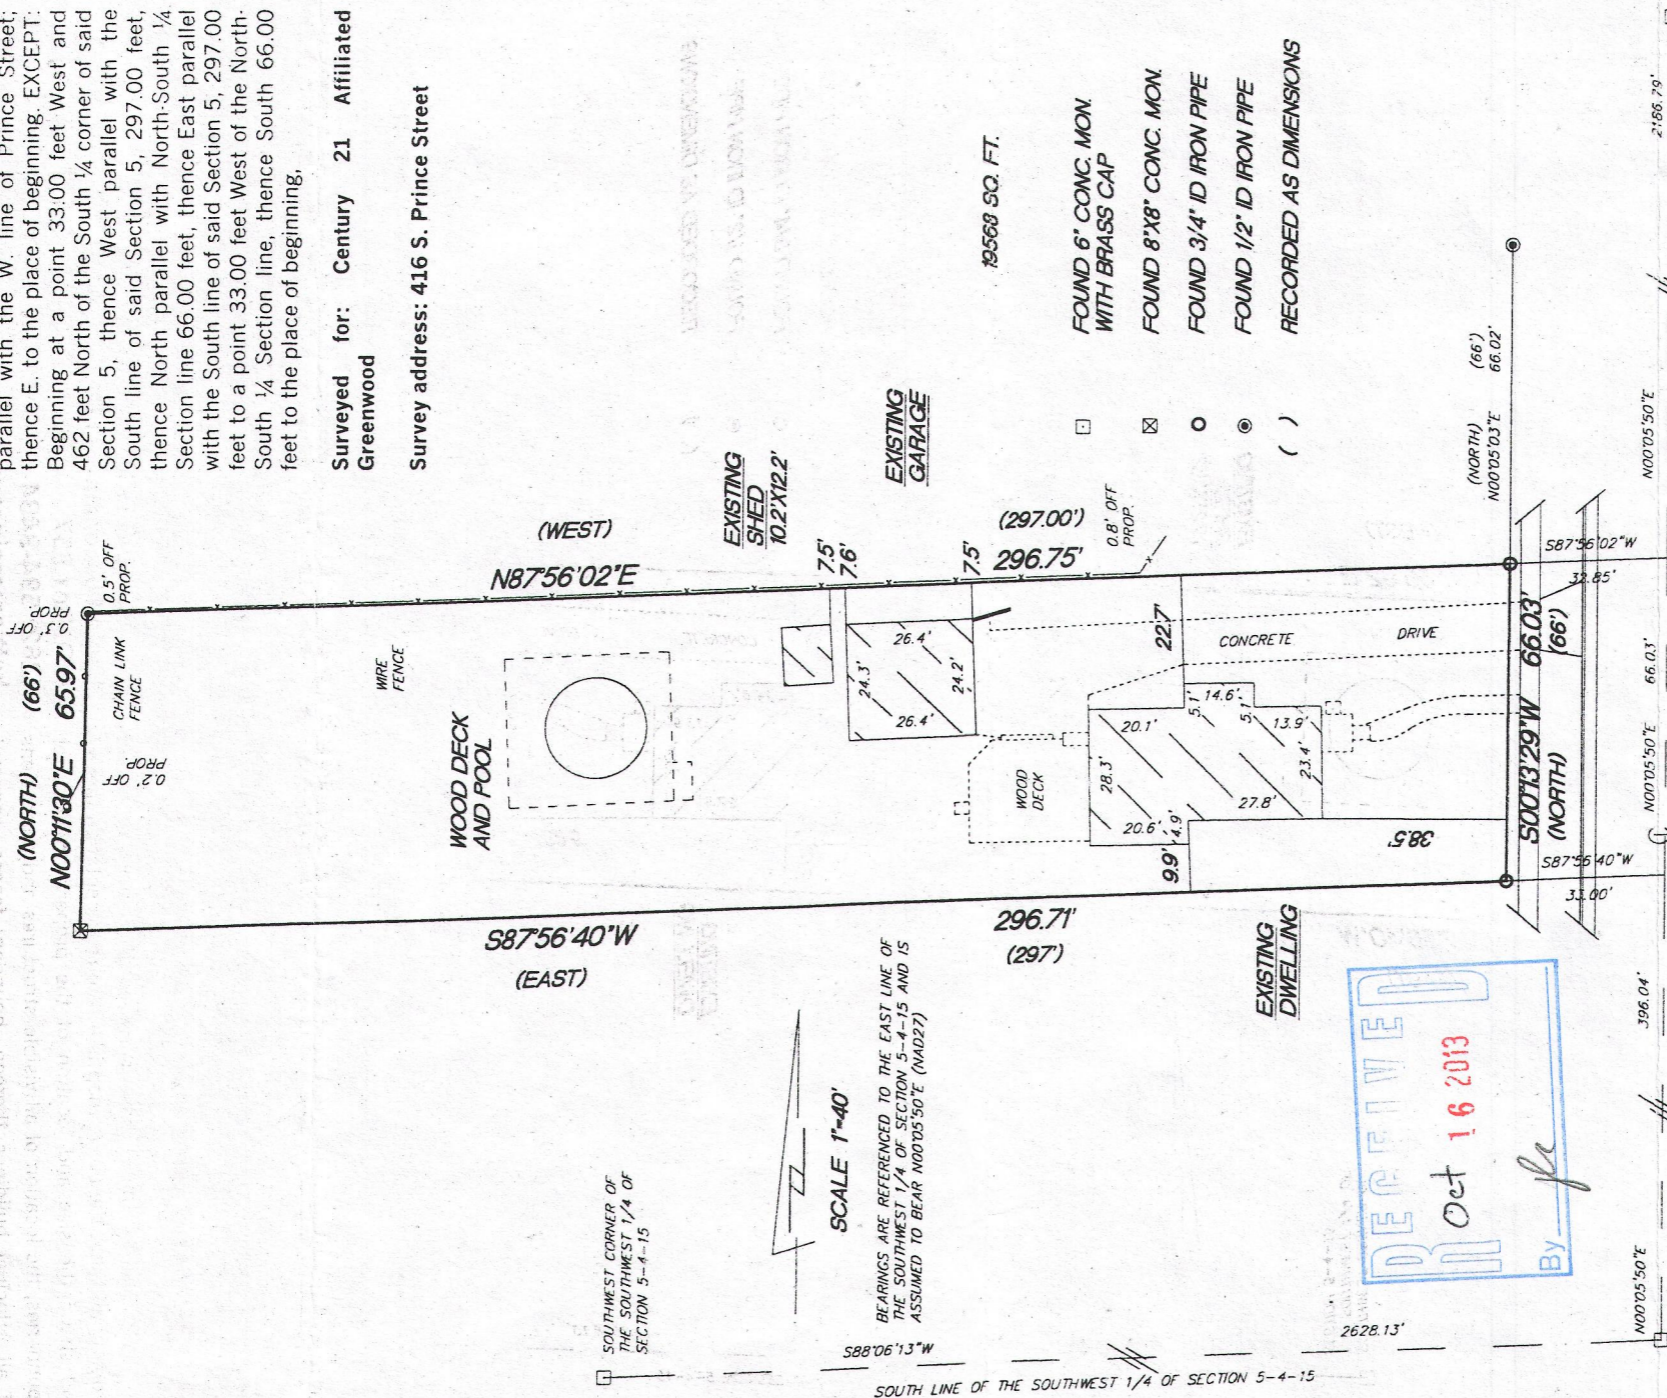 parallel with the W. line of Prince Street;
thence E. to the place of beginning, EXCEPT:
Beginning at a point 33.00 feet West and
462 feet North of the South ¼ corner of said
Section 5, thence West parallel with the
South line of said Section 5, 297.00 feet,
thence North parallel with North-South ¼
Section line 66.00 feet, thence East parallel
with the South line of said Section 5, 297.00
feet to a point 33.00 feet West of the North-
South ¼ Section line, thence South 66.00
feet to the place of beginning,
Surveyed for: Century 21 Affiliated
Greenwood
Survey address: 416 S. Prince Street
(NORTH) (66')
N00°11'30"E 65.97'
0.2' OFF
PROP.
0.3' OFF
PROP.
0.5' OFF
PROP.
CHAIN LINK
FENCE
WIRE
FENCE
(WEST)
N87°56'02"E
WOOD DECK
AND POOL
S87°56'40"W
(EAST)
EXISTING
SHED
10.2'X12.2'
7.5'
7.6'
7.5'
EXISTING
GARAGE
26.4'
24.3'
24.2'
26.4'
(297.00')
296.75'
0.8' OFF
PROP.
296.71'
(297')
19568 SQ. FT.
FOUND 6" CONC. MON.
WITH BRASS CAP
FOUND 8"X8" CONC. MON.
FOUND 3/4" ID IRON PIPE
FOUND 1/2" ID IRON PIPE
( ) RECORDED AS DIMENSIONS
WOOD
DECK
22.7'
CONCRETE DRIVE
20.1'
5.1'
14.6'
5.1'
13.9'
28.3'
23.4'
27.8'
20.6'
4.9'
9.9'
38.5'
EXISTING
DWELLING
(NORTH) (66')
N00°05'03"E 66.02'
S00°13'29"W 66.03'
(NORTH) (66')
S87°56'02"W
32.85'
S87°56'40"W
33.00'
SCALE 1"=40'
BEARINGS ARE REFERENCED TO THE EAST LINE OF
THE SOUTHWEST 1/4 OF SECTION 5-4-15 AND IS
ASSUMED TO BEAR N00°05'50"E (NAD27)
SOUTHWEST CORNER OF
THE SOUTHWEST 1/4 OF
SECTION 5-4-15
S88°06'13"W
2628.13'
SOUTH LINE OF THE SOUTHWEST 1/4 OF SECTION 5-4-15
RECEIVED
Oct 16 2013
By
N00°05'50"E
396.04'
N00°05'50"E
66.03'
N00°05'50"E
2186.79'